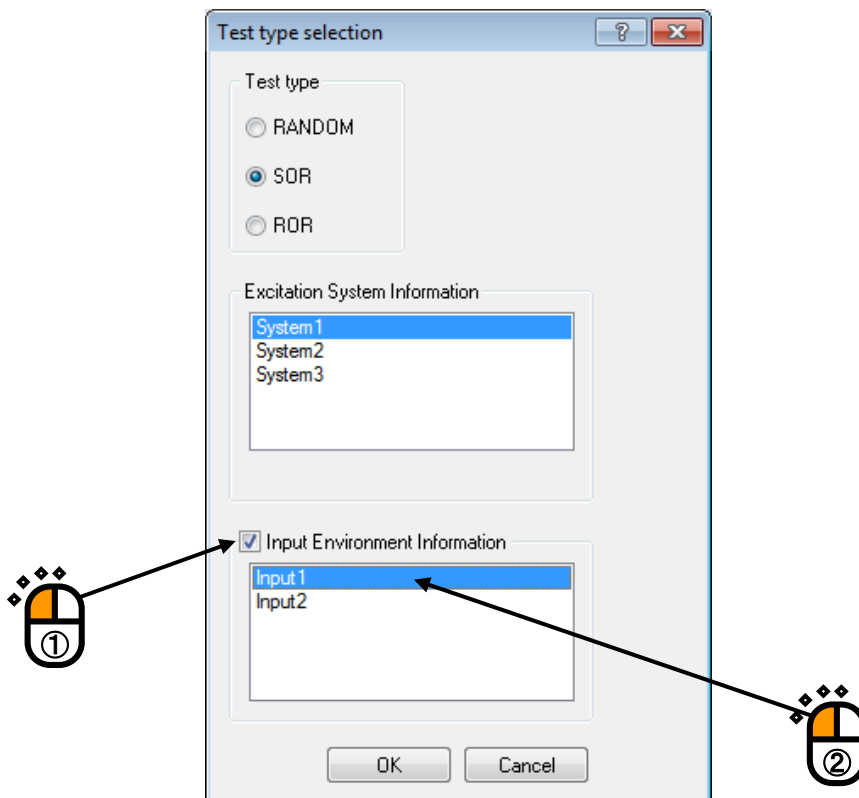 Test type selection
?
Test type
RANDOM
SOR
ROR
Excitation System Information
System1
System2
System3
Input Environment Information
Input1
Input2
①
②
OK
Cancel